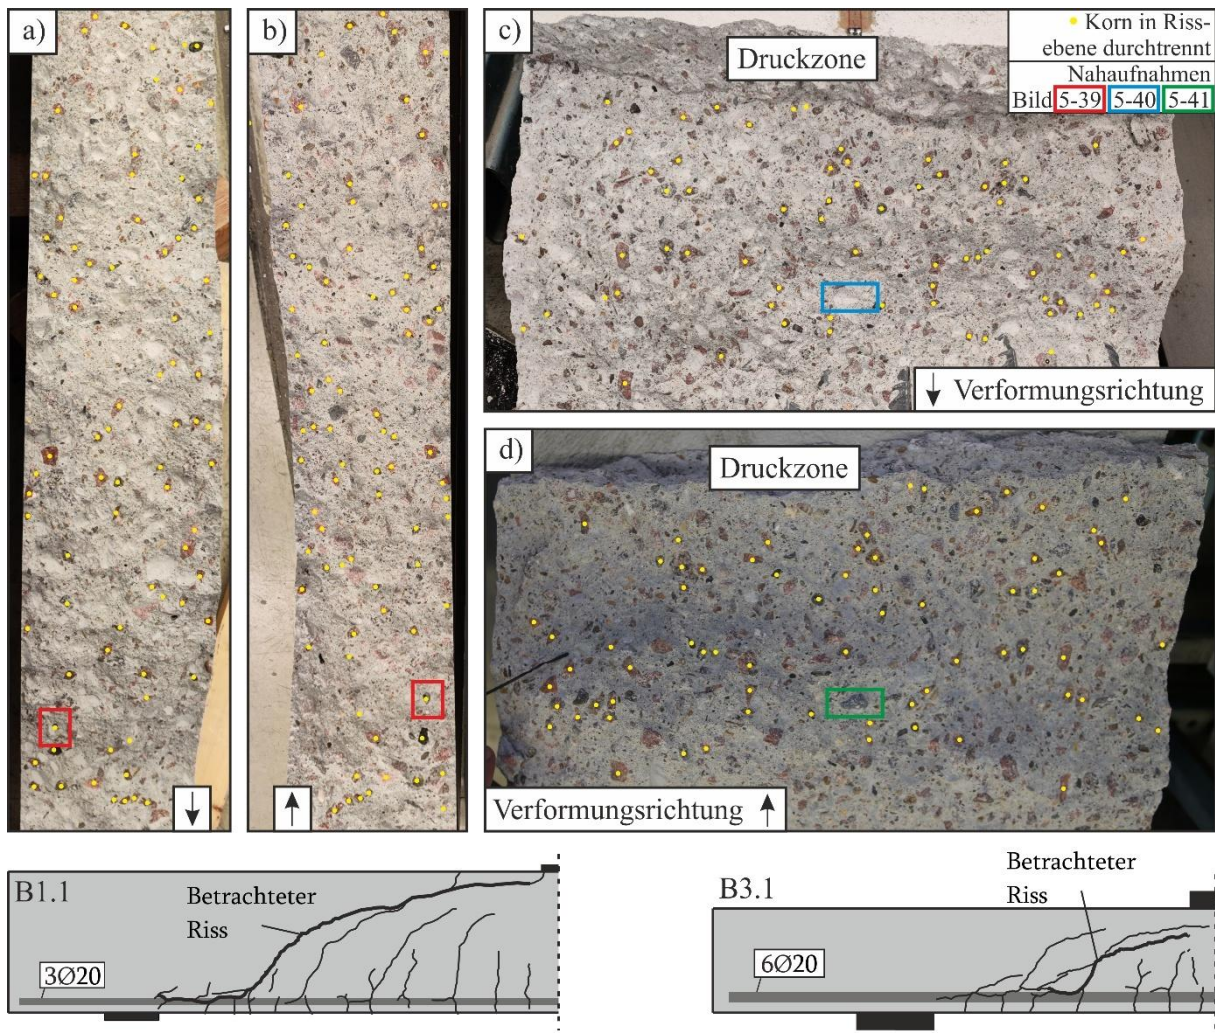 a)
b)
c)
Druckzone
Korn in Riss-
ebene durchtrennt
Nahaufnahmen
Bild 5-39 5-40 5-41
Verformungsrichtung
d)
Druckzone
Verformungsrichtung
B1.1
Betrachteter
Riss
3Ø20
B3.1
Betrachteter
Riss
6Ø20